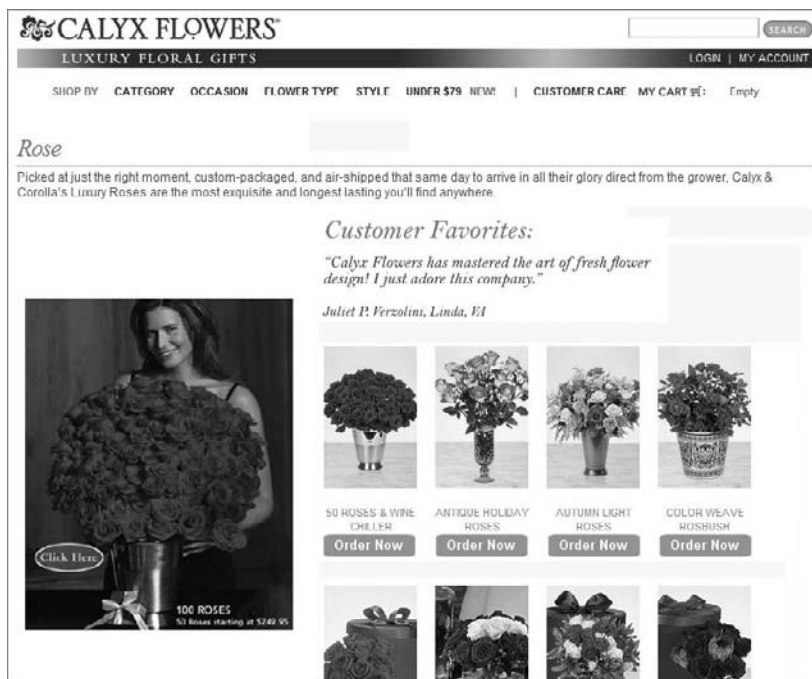 CALYX FLOWERS
SEARCH
LUXURY FLORAL GIFTS
LOGIN | MY ACCOUNT
SHOP BY CATEGORY OCCASION FLOWER TYPE STYLE UNDER $79 NEW! | CUSTOMER CARE MY CART : Empty
Rose
Picked at just the right moment, custom-packaged, and air-shipped that same day to arrive in all their glory direct from the grower, Calyx &
Corolla's Luxury Roses are the most exquisite and longest lasting you'll find anywhere.
Customer Favorites:
"Calyx Flowers has mastered the art of fresh flower
design! I just adore this company."
Juliet P. Verzolini, Linda, VA
Click Here
100 ROSES
50 Roses starting at $249.95
50 ROSES & WINE
CHILLER
Order Now
ANTIQUE HOLIDAY
ROSES
Order Now
AUTUMN LIGHT
ROSES
Order Now
COLOR WEAVE
ROSBUSH
Order Now